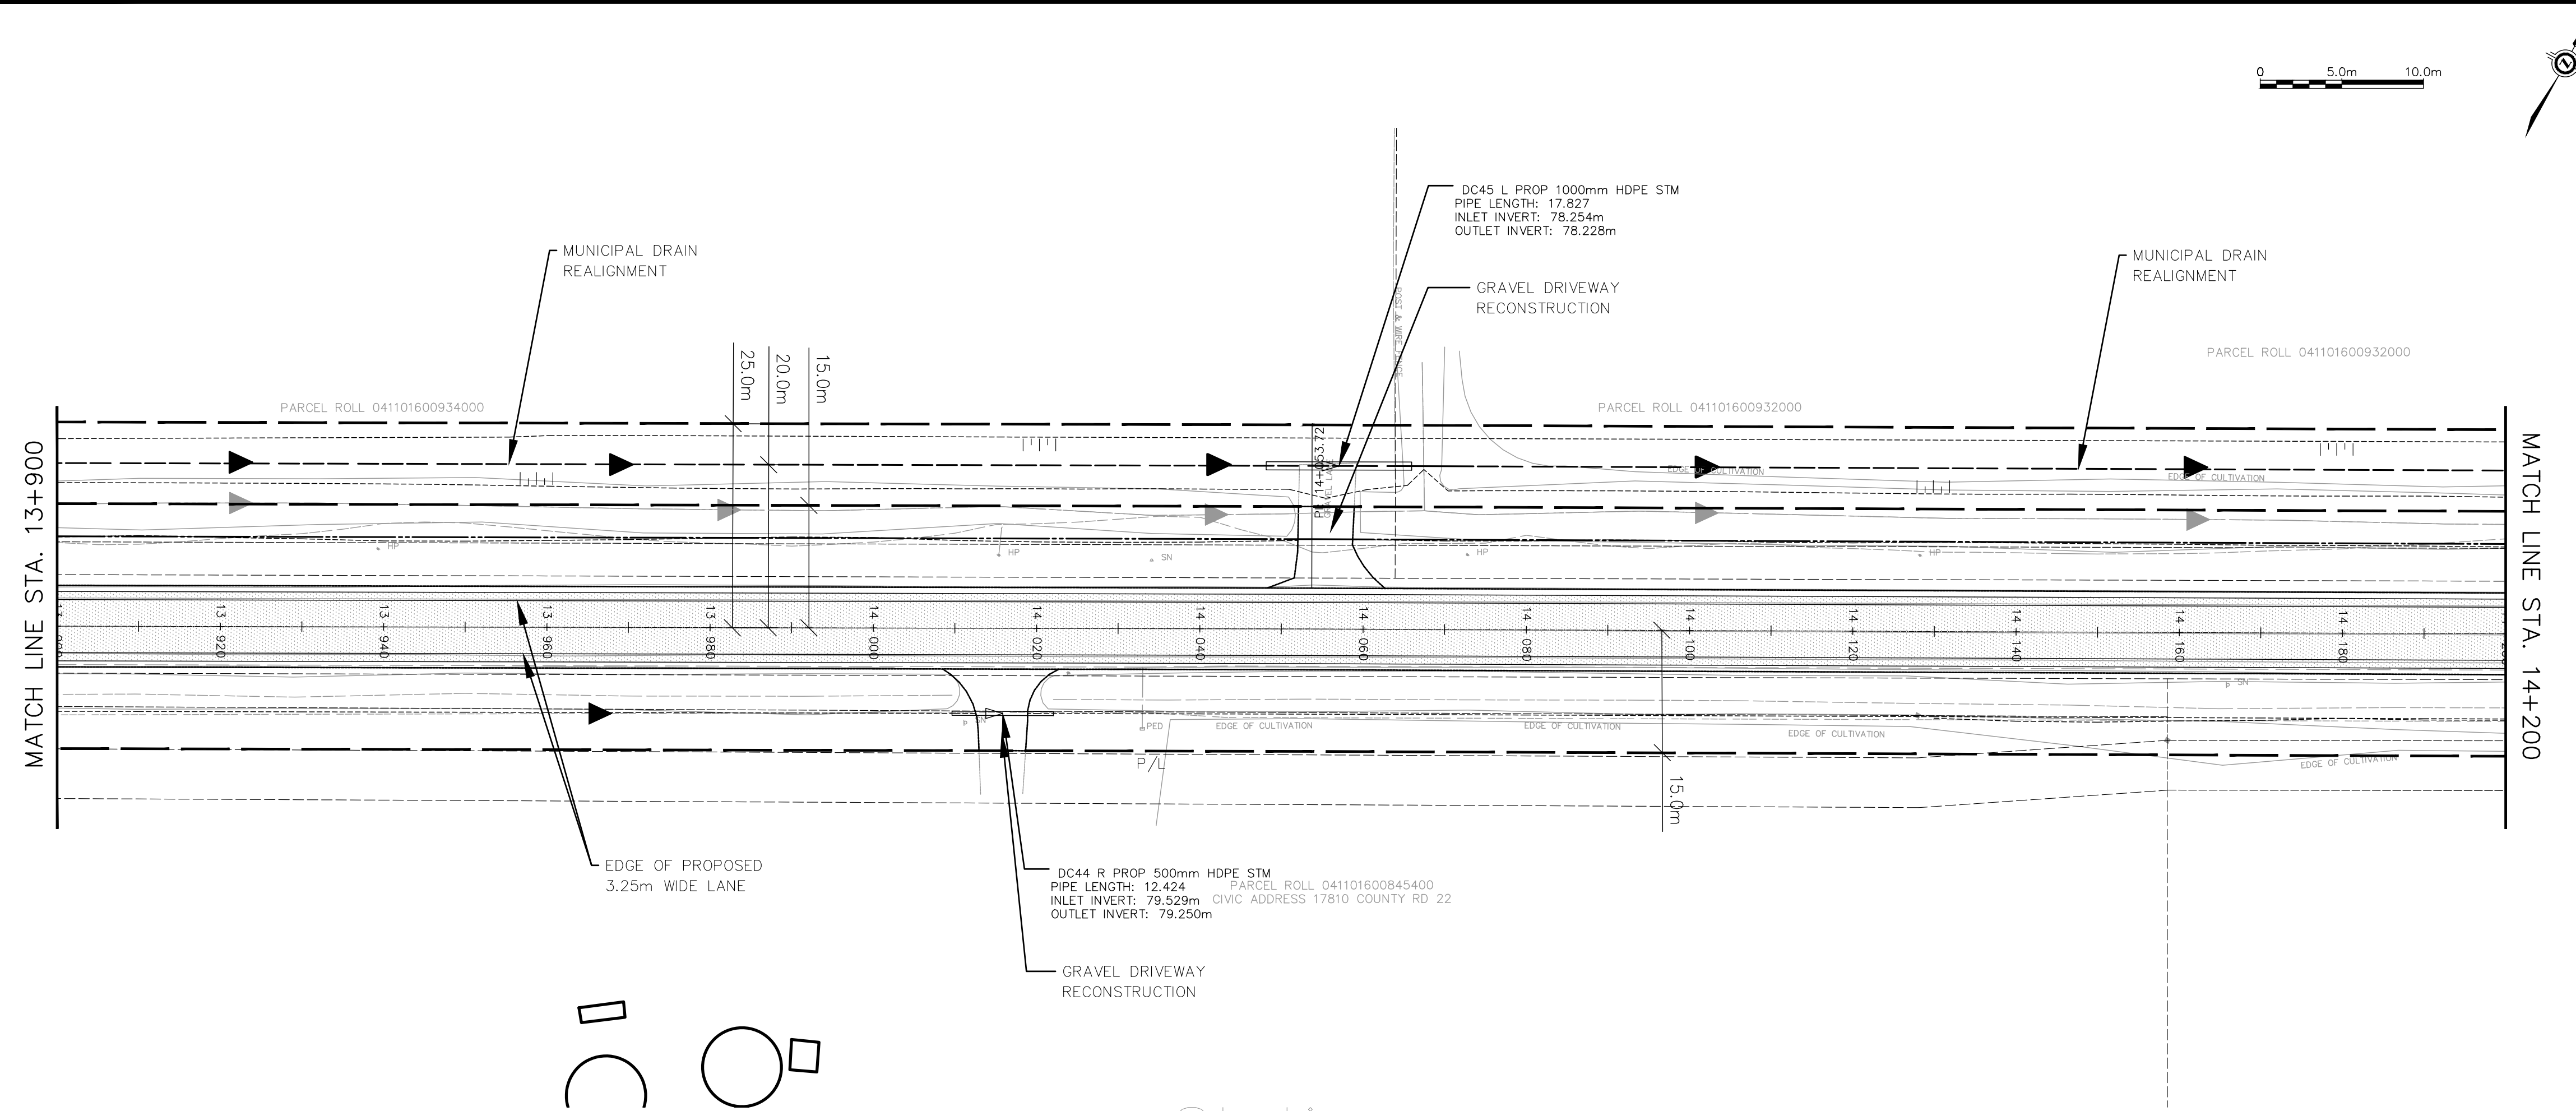 0 5.0m 10.0m
DC45 L PROP 1000mm HDPE STM
PIPE LENGTH: 17.827
INLET INVERT: 78.254m
OUTLET INVERT: 78.228m
MUNICIPAL DRAIN
REALIGNMENT
GRAVEL DRIVEWAY
RECONSTRUCTION
MUNICIPAL DRAIN
REALIGNMENT
POST & WIRE FENCE
PARCEL ROLL 041101600932000
25.0m
20.0m
15.0m
PARCEL ROLL 041101600934000
PARCEL ROLL 041101600932000
MATCH LINE STA. 13+900
MATCH LINE STA. 14+200
EDGE OF CULTIVATION
EDGE OF CULTIVATION
HP
HP
SN
HP
HP
13+920
13+940
13+960
13+980
14+000
14+020
14+040
14+060
14+080
14+100
14+120
14+140
14+160
14+180
SN
SN
PED
EDGE OF CULTIVATION
EDGE OF CULTIVATION
EDGE OF CULTIVATION
EDGE OF CULTIVATION
P/L
15.0m
EDGE OF PROPOSED
3.25m WIDE LANE
DC44 R PROP 500mm HDPE STM
PIPE LENGTH: 12.424
INLET INVERT: 79.529m
OUTLET INVERT: 79.250m
PARCEL ROLL 041101600845400
CIVIC ADDRESS 17810 COUNTY RD 22
GRAVEL DRIVEWAY
RECONSTRUCTION